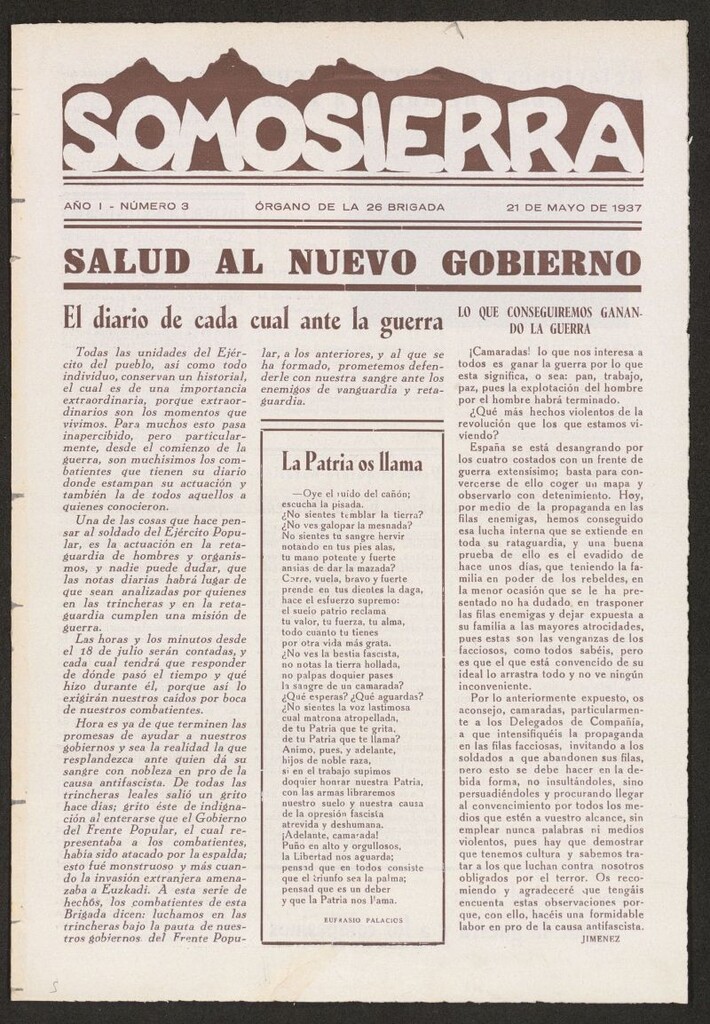 SOMOSIERRA
AÑO I - NÚMERO 3
ÓRGANO DE LA 26 BRIGADA
21 DE MAYO DE 1937
SALUD AL NUEVO GOBIERNO
El diario de cada cual ante la guerra
Todas las unidades del Ejér-
cito del pueblo, así como todo
individuo, conservan un historial,
el cual es de una importancia
extraordinaria, porque extraor-
dinarios son los momentos que
vivimos. Para muchos esto pasa
inapercibido, pero particular-
mente, desde el comienzo de la
guerra, son muchisimos los com-
batientes que tienen su diario
donde estampan su actuación y
también la de todos aquellos a
quienes conocieron.
Una de las cosas que hace pen-
sar al soldado del Ejército Popu-
lar, es la actuación en la reta-
guardia de hombres y organis-
mos, y nadie puede dudar, que
las notas diarias habrá lugar de
que sean analizadas por quienes
en las trincheras y en la reta-
guardia cumplen una misión de
guerra.
Las horas y los minutos desde
el 18 de julio serán contadas, y
cada cual tendrá que responder
de dónde pasó el tiempo y qué
hizo durante él, porque así lo
exigirán nuestros caídos por boca
de nuestros combatientes.
Hora es ya de que terminen las
promesas de ayudar a nuestros
gobiernos y sea la realidad la que
resplandezca ante quien dá su
sangre con nobleza en pro de la
causa antifascista. De todas las
trincheras leales salió un grito
hace dias; grito éste de indigna-
ción al enterarse que el Gobierno
del Frente Popular, el cual re-
presentaba a los combatientes,
había sido atacado por la espalda;
esto fué monstruoso y más cuan-
do la invasión extranjera amena-
zaba a Euzkadi. A esta serie de
hechos, los combatientes de esta
Brigada dicen: luchamos en las
trincheras bajo la pauta de nues-
tros gobiernos del Frente Popu-
lar, a los anteriores, y al que se
ha formado, prometemos defen-
derle con nuestra sangre ante los
enemigos de vanguardia y reta-
guardia.
La Patria os llama
—Oye el ruido del cañón;
escucha la pisada.
¿No sientes temblar la tierra?
¿No ves galopar la mesnada?
No sientes tu sangre hervir
notando en tus pies alas,
tu mano potente y fuerte
ansias de dar la mazada?
Corre, vuela, bravo y fuerte
prende en tus dientes la daga,
hace el esfuerzo supremo:
el suelo patrio reclama
tu valor, tu fuerza, tu alma,
todo cuanto tu tienes
por otra vida más grata.
¿No ves la bestia fascista,
no notas la tierra hollada,
no palpas doquier pases
la sangre de un camarada?
¿Qué esperas? ¿Qué aguardas?
¿No sientes la voz lastimosa
cual matrona atropellada,
de tu Patria que te grita,
de tu Patria que te llama?
Animo, pues, y adelante,
hijos de noble raza,
si en el trabajo supimos
doquier honrar nuestra Patria,
con las armas libraremos
nuestro suelo y nuestra causa
de la opresión fascista
atrevida y deshumana.
¡Adelante, camarada!
Puño en alto y orgullosos,
la Libertad nos aguarda;
pensad que en todos consiste
que el triunfo sea la palma;
pensad que es un deber
y que la Patria nos llama.
EUFRASIO PALACIOS
LO QUE CONSEGUIREMOS GANAN-
DO LA GUERRA
¡Camaradas! lo que nos interesa a
todos es ganar la guerra por lo que
esta significa, o sea: pan, trabajo,
paz, pues la explotación del hombre
por el hombre habrá terminado.
¿Qué más hechos violentos de la
revolución que los que estamos vi-
viendo?
España se está desangrando por
los cuatro costados con un frente de
guerra extensísimo; basta para con-
vercerse de ello coger un mapa y
observarlo con detenimiento. Hoy,
por medio de la propaganda en las
filas enemigas, hemos conseguido
esa lucha interna que se extiende en
toda su rataguardia, y una buena
prueba de ello es el evadido de
hace unos días, que teniendo la fa-
milia en poder de los rebeldes, en
la menor ocasión que se le ha pre-
sentado no ha dudado, en trasponer
las filas enemigas y dejar expuesta a
su familia a las mayores atrocidades,
pues estas son las venganzas de los
facciosos, como todos sabéis, pero
es que el que está convencido de su
ideal lo arrastra todo y no ve ningún
inconveniente.
Por lo anteriormente expuesto, os
aconsejo, camaradas, particularmen-
te a los Delegados de Compañía,
a que intensifiquéis la propaganda
en las filas facciosas, invitando a los
soldados a que abandonen sus filas,
nero esto se debe hacer en la de-
bida forma, no insultándoles, sino
persuadiéndoles y procurando llegar
al convencimiento por todos los me-
dios que estén a vuestro alcance, sin
emplear nunca palabras ni medios
violentos, pues hay que demostrar
que tenemos cultura y sabemos tra-
tar a los que luchan contra nosotros
obligados por el terror. Os reco-
miendo y agradeceré que tengáis
encuenta estas observaciones por-
que, con ello, hacéis una formidable
labor en pro de la causa antifascista.
JIMENEZ